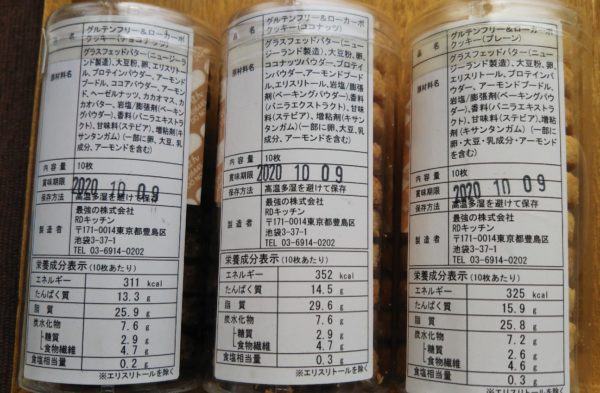 品名 グルテンフリー&ローカーボ
クッキー(チョコナッツ)
原材料名 グラスフェッドバター(ニュージー
ランド製造)、大豆粉、卵、エリスリトー
ル、プロテインパウダー、アーモンドプー
ドル、ココアパウダー、アーモン
ド、ヘーゼルナッツ、カカオマス、カ
カオバター、岩塩/膨張剤(ベーキン
グパウダー)、香料(バニラエキストラ
クト)、甘味料(ステビア)、増粘剤(キ
サンタンガム) (一部に卵、大豆、乳
成分、アーモンドを含む)
内容量 10枚
賞味期限 2020 10 09
保存方法 高温多湿を避けて保存
製造者 最強の株式会社
RDキッチン
〒171-0014東京都豊島区
池袋3-37-1
TEL 03-6914-0202
栄養成分表示(10枚あたり)
エネルギー 311 kcal
たんぱく質 13.3 g
脂質 25.9 g
炭水化物 7.6 g
糖質 2.9 g
食物繊維 4.7 g
食塩相当量 0.2 g
※エリスリトールを除く
品名 グルテンフリー&ローカーボ
クッキー(ココナッツ)
原材料名 グラスフェッドバター(ニュージー
ランド製造)、大豆粉、卵、
ココナッツパウダー、プロテイン
パウダー、アーモンドプードル、
エリスリトール、岩塩/
膨張剤(ベーキングパウダ
ー)、香料(バニラエキストラクト)、
甘味料(ステビア)、増粘剤
(キサンタンガム) (一部に卵、大豆、
乳成分、アーモンドを含む)
内容量 10枚
賞味期限 2020 10 09
保存方法 高温多湿を避けて保存
製造者 最強の株式会社
RDキッチン
〒171-0014東京都豊島区
池袋3-37-1
TEL 03-6914-0202
栄養成分表示(10枚あたり)
エネルギー 352 kcal
たんぱく質 14.5 g
脂質 29.6 g
炭水化物 7.6 g
糖質 2.9 g
食物繊維 4.7 g
食塩相当量 0.3 g
※エリスリトールを除く
品名 グルテンフリー&ローカーボ
クッキー(プレーン)
原材料名 グラスフェッドバター(ニュー
ジーランド製造)、大豆粉、卵、
エリスリトール、プロテインパ
ウダー、アーモンドプードル、
岩塩/膨張剤(ベーキングパウ
ダー)、香料(バニラエキストラ
クト)、甘味料(ステビア)、増粘
剤(キサンタンガム) (一部に
卵・大豆・乳成分・アーモンドを
含む)
内容量 10枚
賞味期限 2020 10 09
保存方法 高温多湿を避けて保存
製造者 最強の株式会社
RDキッチン
〒171-0014東京都豊島区
池袋3-37-1
TEL 03-6914-0202
栄養成分表示(10枚あたり)
エネルギー 325 kcal
たんぱく質 15.9 g
脂質 25.8 g
炭水化物 7.2 g
糖質 2.6 g
食物繊維 4.6 g
食塩相当量 0.3 g
※エリスリトールを除く